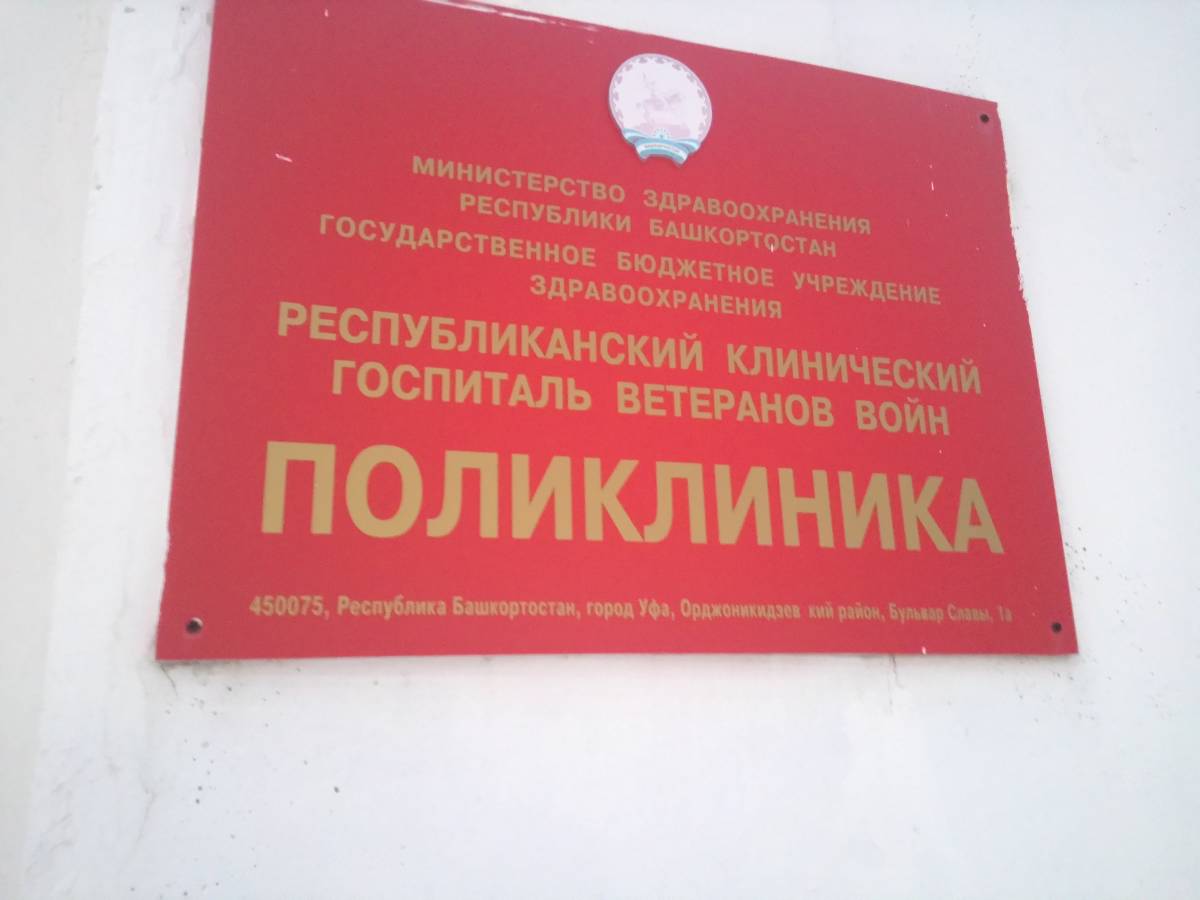 МИНИСТЕРСТВО ЗДРАВООХРАНЕНИЯ
РЕСПУБЛИКИ БАШКОРТОСТАН
ГОСУДАРСТВЕННОЕ БЮДЖЕТНОЕ УЧРЕЖДЕНИЕ
ЗДРАВООХРАНЕНИЯ
РЕСПУБЛИКАНСКИЙ КЛИНИЧЕСКИЙ
ГОСПИТАЛЬ ВЕТЕРАНОВ ВОЙН
ПОЛИКЛИНИКА
450075, Республика Башкортостан, город Уфа, Орджоникидзев кий район, Бульвар Славы, 1а